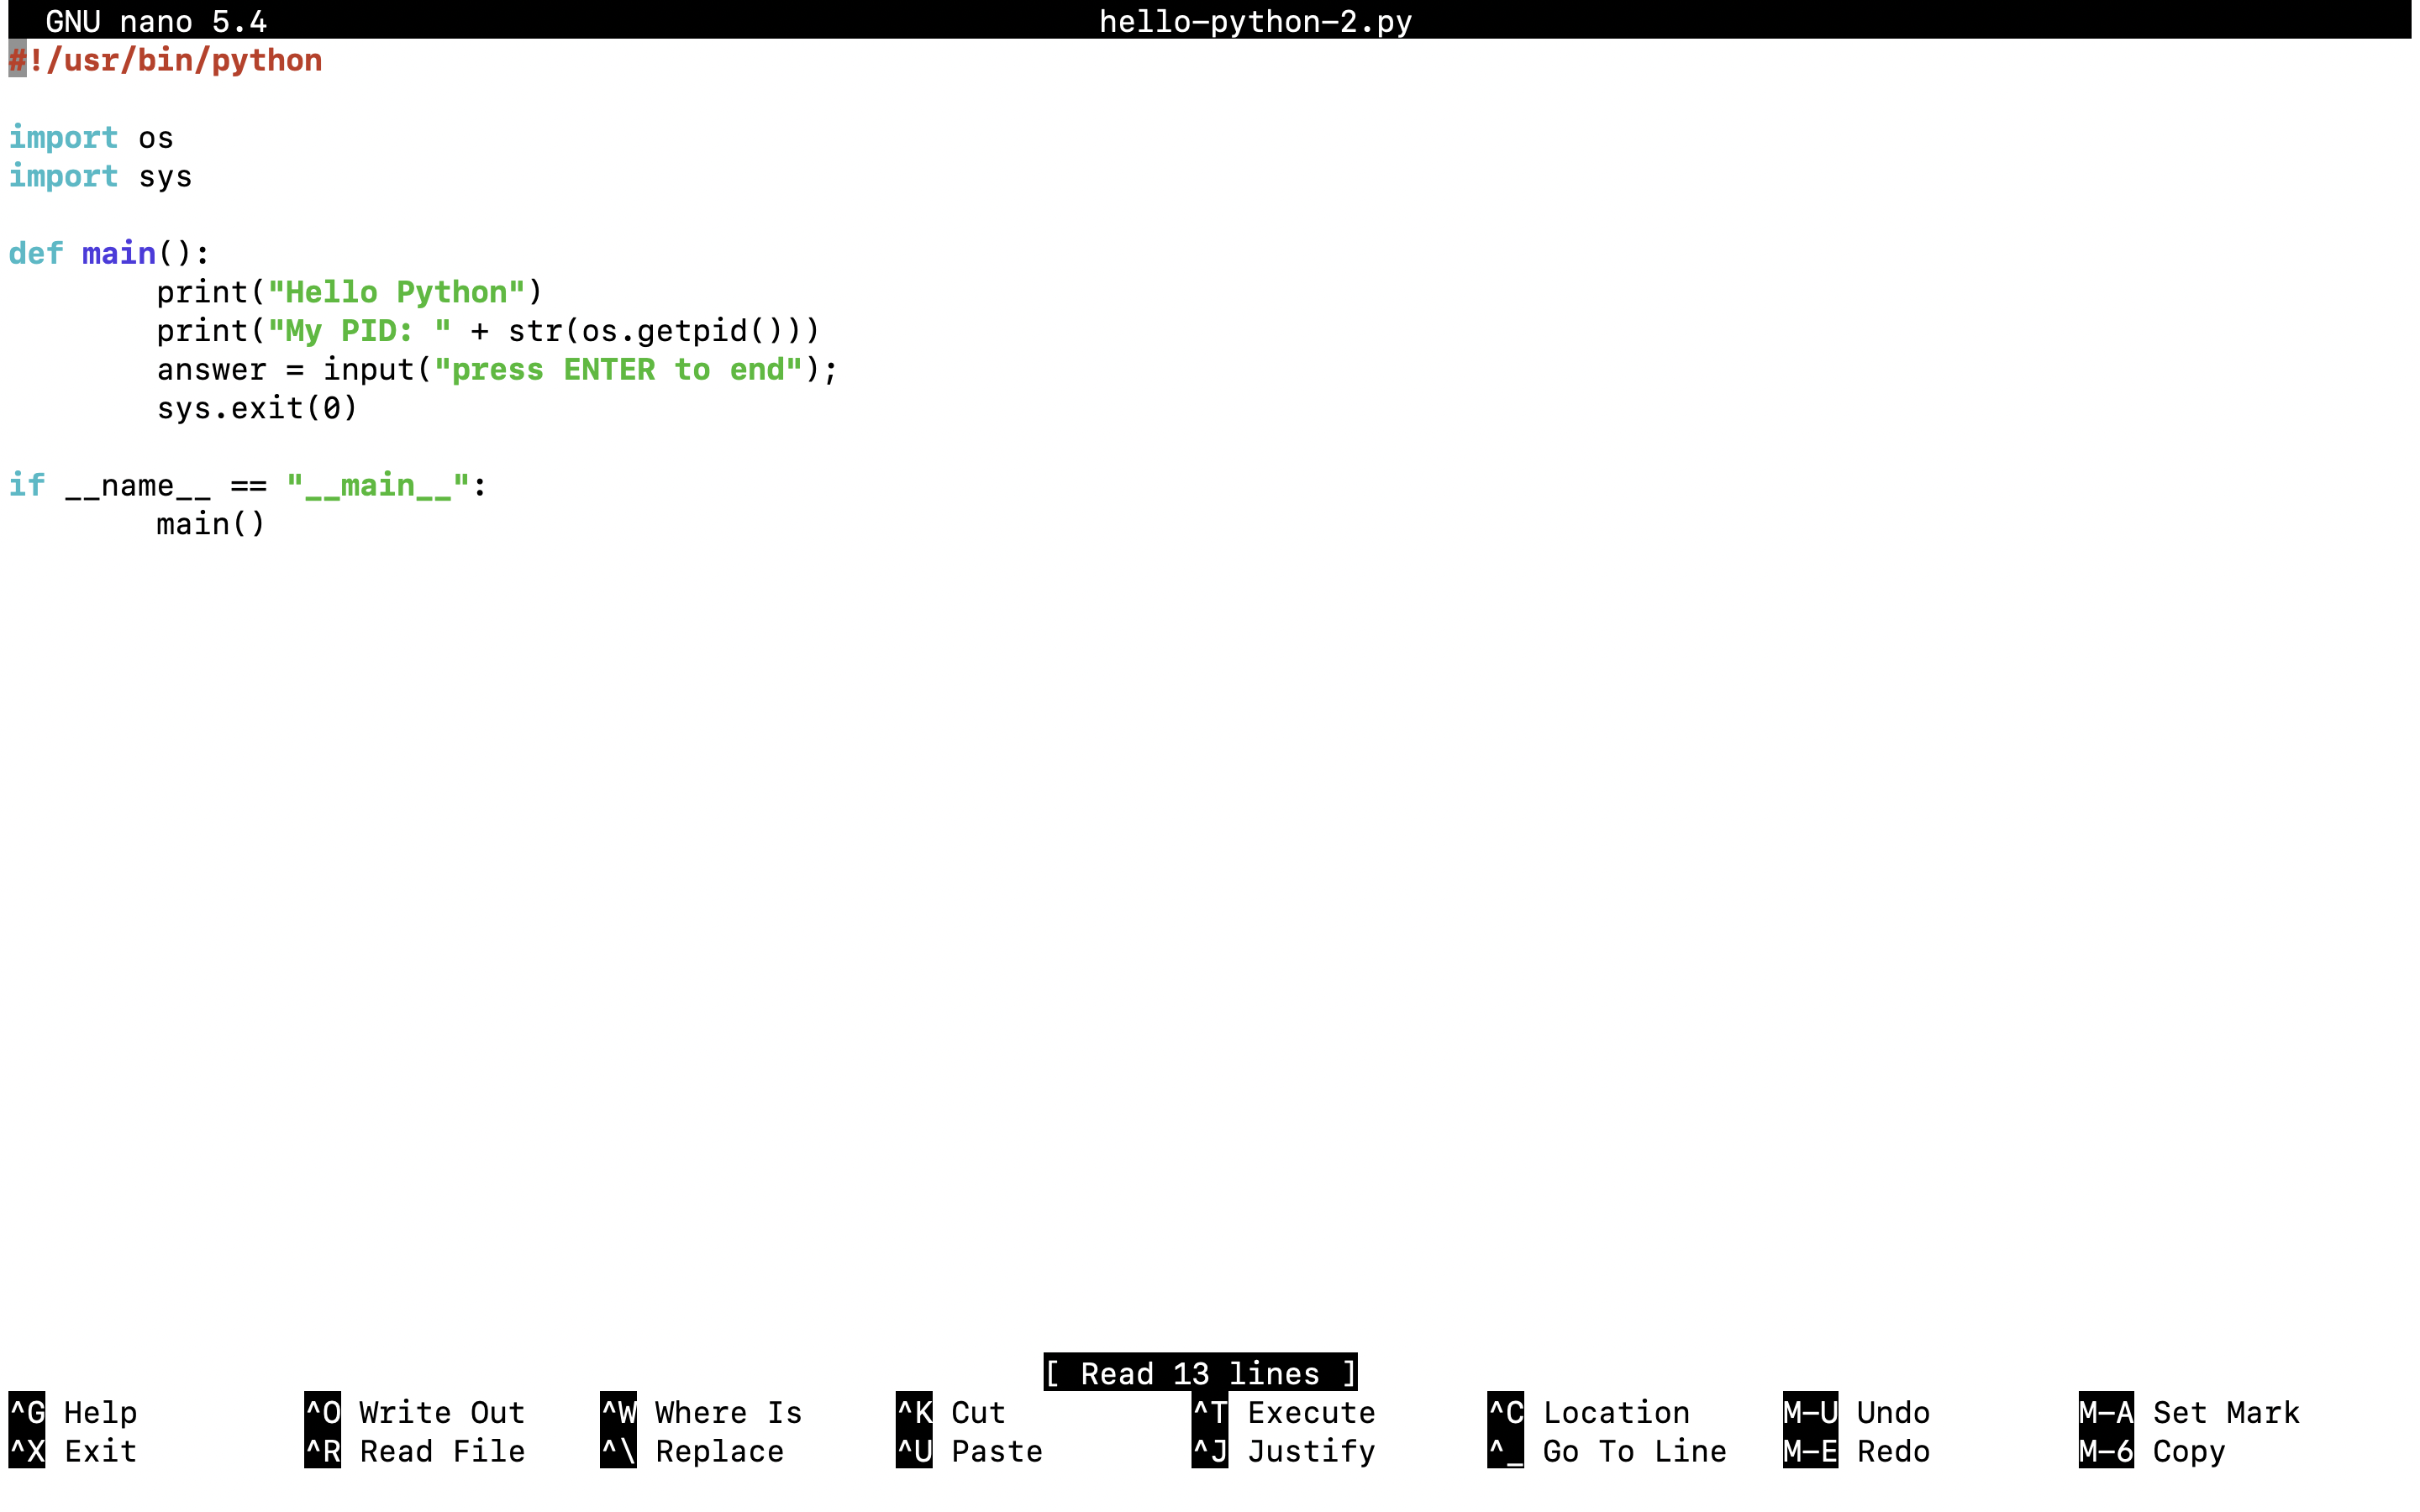 GNU nano 5.4 hello-python-2.py
#!/usr/bin/python
import os
import sys
def main():
print("Hello Python")
print("My PID: " + str(os.getpid()))
answer = input("press ENTER to end");
sys.exit(0)
if __name__ == "__main__":
main()
[ Read 13 lines ]
^G Help ^O Write Out ^W Where Is ^K Cut ^T Execute ^C Location M-U Undo M-A Set Mark
^X Exit ^R Read File ^\ Replace ^U Paste ^J Justify ^_ Go To Line M-E Redo M-6 Copy